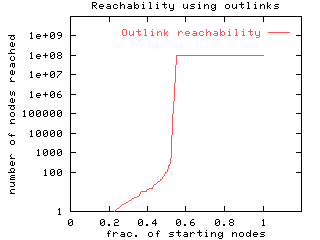 Reachability using outlinks
number of nodes reached
1e+09
1e+08
1e+07
1e+06
100000
10000
1000
100
1
Outlink reachability
0 0.2 0.4 0.6 0.8 1
frac. of starting nodes